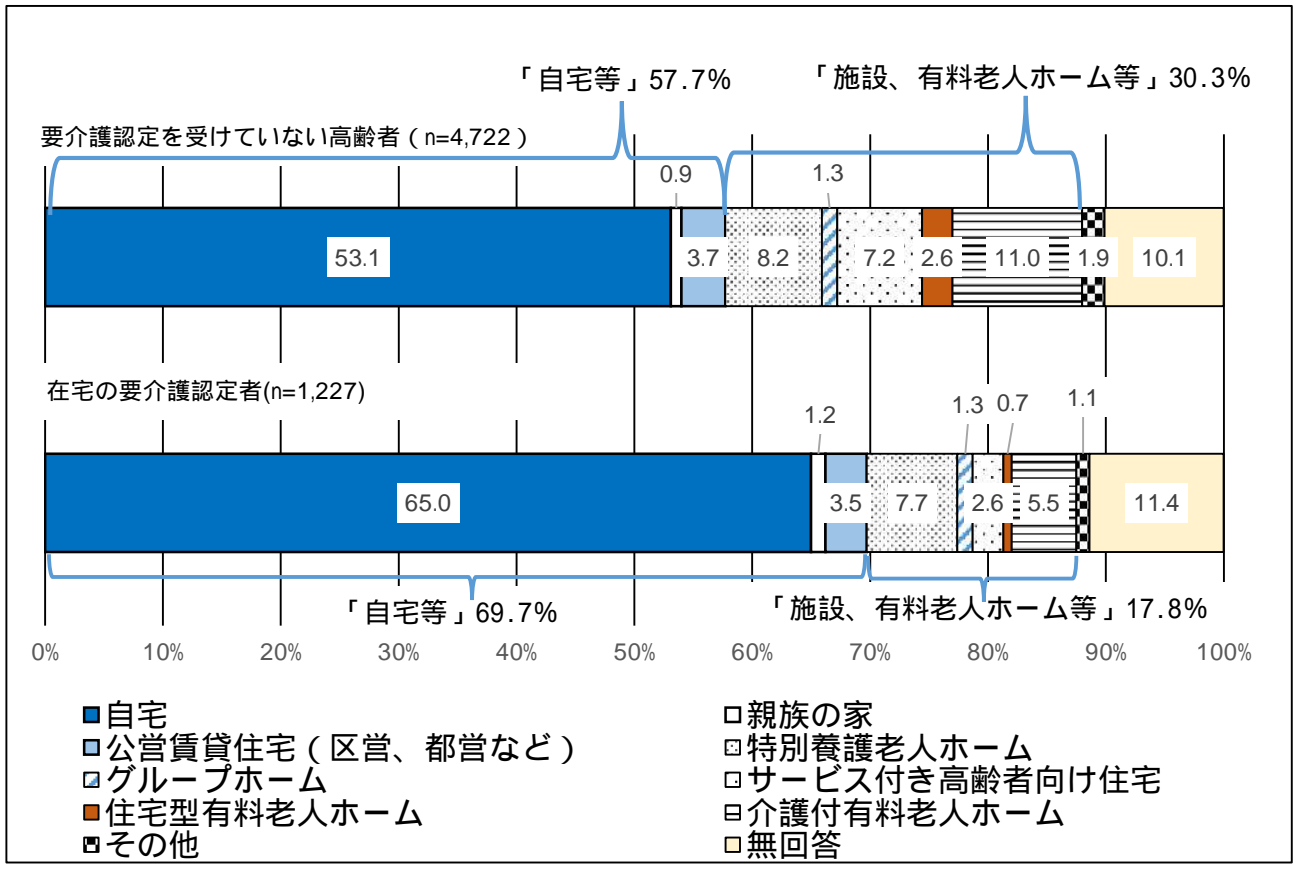 「自宅等」57.7%
「施設、有料老人ホーム等」30.3%
要介護認定を受けていない高齢者（n=4,722）
0.9
1.3
53.1
3.7
8.2
7.2
2.6
11.0
1.9
10.1
在宅の要介護認定者(n=1,227)
1.2
1.3
0.7
1.1
65.0
3.5
7.7
2.6
5.5
11.4
「自宅等」69.7%
「施設、有料老人ホーム等」17.8%
0%
10%
20%
30%
40%
50%
60%
70%
80%
90%
100%
自宅
親族の家
公営賃貸住宅（区営、都営など）
特別養護老人ホーム
グループホーム
サービス付き高齢者向け住宅
住宅型有料老人ホーム
介護付有料老人ホーム
その他
無回答